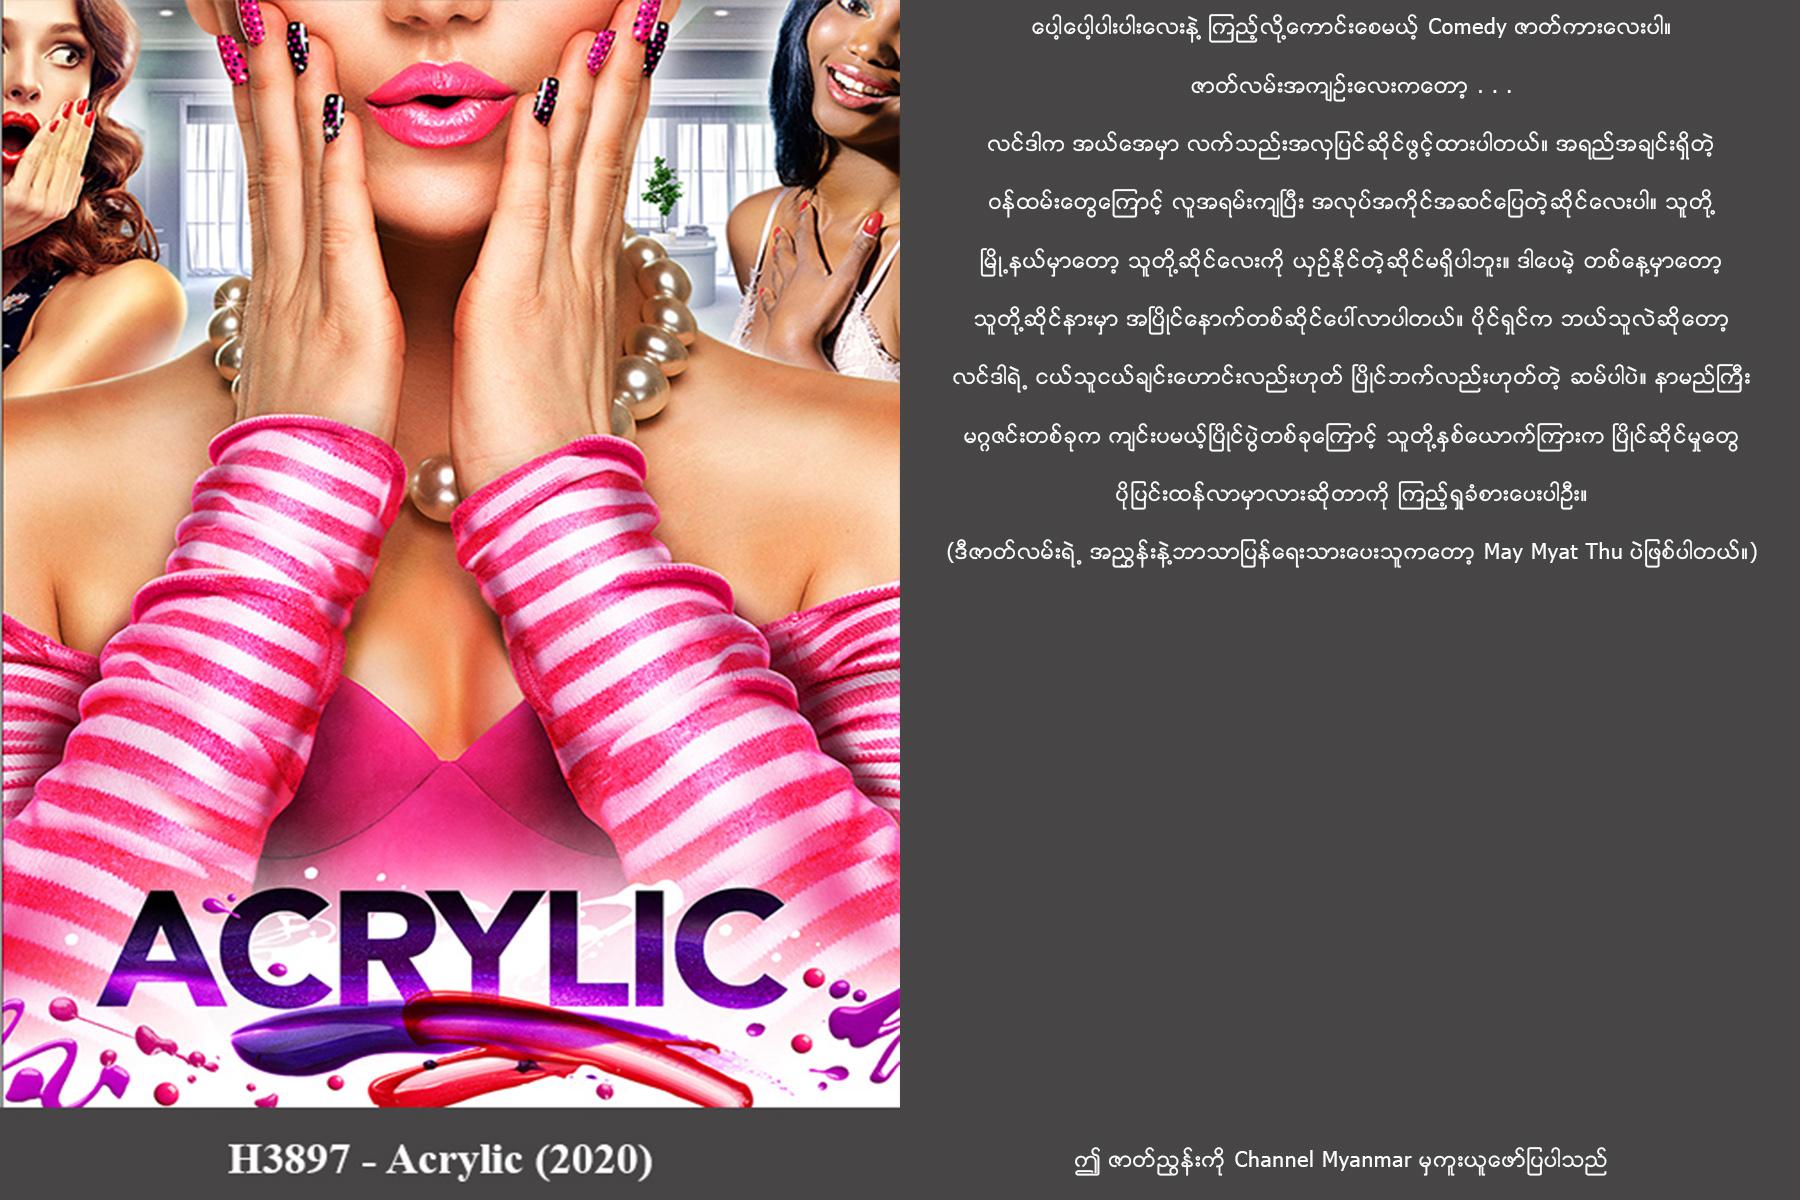 ACRYLIC
H3897 - Acrylic (2020)
ပေါ့ပေါ့ပါးပါးလေးနဲ့ ကြည့်လို့ကောင်းစေမယ့် Comedy ဇာတ်ကားလေးပါ။
ဇာတ်လမ်းအကျဉ်းလေးကတော့ . . .
လင်ဒါက အယ်အေမှာ လက်သည်းအလှပြင်ဆိုင်ဖွင့်ထားပါတယ်။ အရည်အချင်းရှိတဲ့
ဝန်ထမ်းတွေကြောင့် လူအရမ်းကျပြီး အလုပ်အကိုင်အဆင်ပြေတဲ့ဆိုင်လေးပါ။ သူတို့
မြို့နယ်မှာတော့ သူတို့ဆိုင်လေးကို ယှဉ်နိုင်တဲ့ဆိုင်မရှိပါဘူး။ ဒါပေမဲ့ တစ်နေ့မှာတော့
သူတို့ဆိုင်နားမှာ အပြိုင်နောက်တစ်ဆိုင်ပေါ်လာပါတယ်။ ပိုင်ရှင်က ဘယ်သူလဲဆိုတော့
လင်ဒါရဲ့ ငယ်သူငယ်ချင်းဟောင်းလည်းဟုတ် ပြိုင်ဘက်လည်းဟုတ်တဲ့ ဆမ်ပါပဲ။ နာမည်ကြီး
မဂ္ဂဇင်းတစ်ခုက ကျင်းပမယ့်ပြိုင်ပွဲတစ်ခုကြောင့် သူတို့နှစ်ယောက်ကြားက ပြိုင်ဆိုင်မှုတွေ
ပိုပြင်းထန်လာမှာလားဆိုတာကို ကြည့်ရှုခံစားပေးပါဦး။
(ဒီဇာတ်လမ်းရဲ့ အညွှန်းနဲ့ဘာသာပြန်ရေးသားပေးသူကတော့ May Myat Thu ပဲဖြစ်ပါတယ်။)
ဤ ဇာတ်ညွှန်းကို Channel Myanmar မှကူးယူဖော်ပြပါသည်